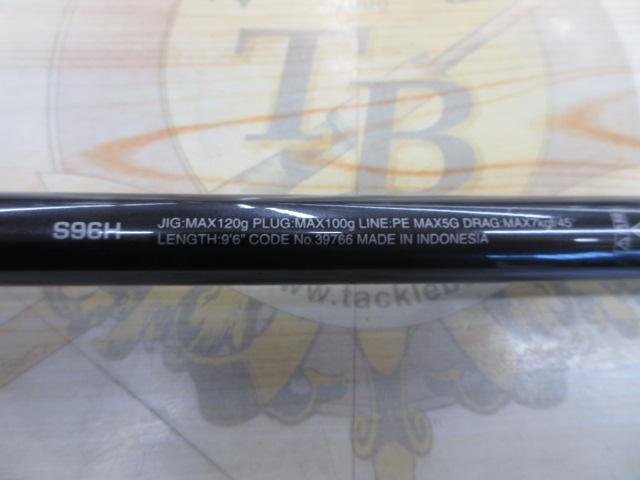 TB
S96H
JIG:MAX120g PLUG:MAX100g LINE:PE MAX5G DRAG:MAX7kgf/45°
LENGTH:9'6" CODE No.39766 MADE IN INDONESIA
www.tackleb